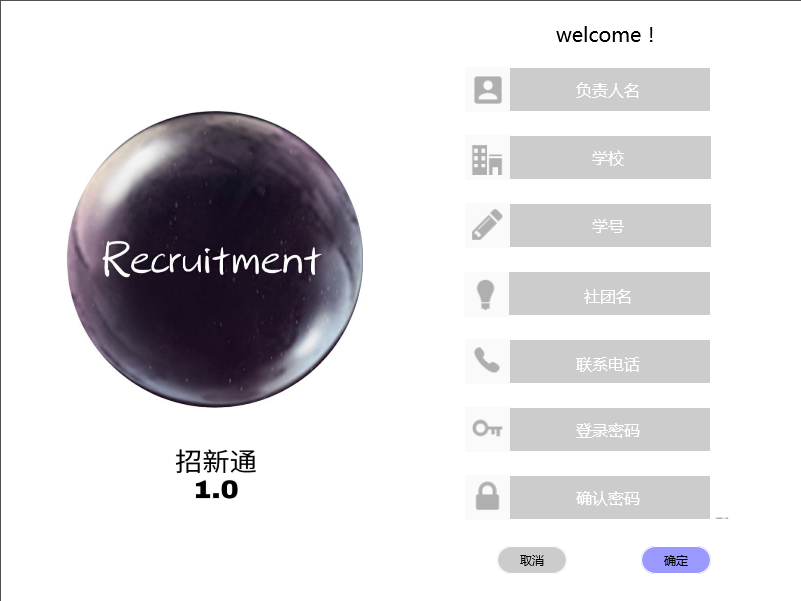 Recruitment
招新通
1.0
welcome！
负责人名
学校
学号
社团名
联系电话
登录密码
确认密码
取消
确定